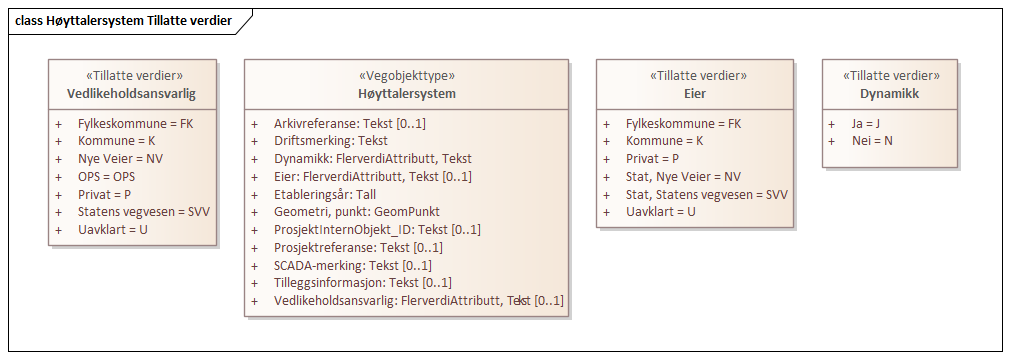 class Høyttalersystem Tillatte verdier
«Tillatte verdier»
Vedlikeholdsansvarlig
+ Fylkeskommune = FK
+ Kommune = K
+ Nye Veier = NV
+ OPS = OPS
+ Privat = P
+ Statens vegvesen = SVV
+ Uavklart = U
«Vegobjekttype»
Høyttalersystem
+ Arkivreferanse: Tekst [0..1]
+ Driftsmerking: Tekst
+ Dynamikk: FlerverdiAttributt, Tekst
+ Eier: FlerverdiAttributt, Tekst [0..1]
+ Etableringsår: Tall
+ Geometri, punkt: GeomPunkt
+ ProsjektInternObjekt_ID: Tekst [0..1]
+ Prosjektreferanse: Tekst [0..1]
+ SCADA-merking: Tekst [0..1]
+ Tilleggsinformasjon: Tekst [0..1]
+ Vedlikeholdsansvarlig: FlerverdiAttributt, Tekst [0..1]
«Tillatte verdier»
Eier
+ Fylkeskommune = FK
+ Kommune = K
+ Privat = P
+ Stat, Nye Veier = NV
+ Stat, Statens vegvesen = SVV
+ Uavklart = U
«Tillatte verdier»
Dynamikk
+ Ja = J
+ Nei = N